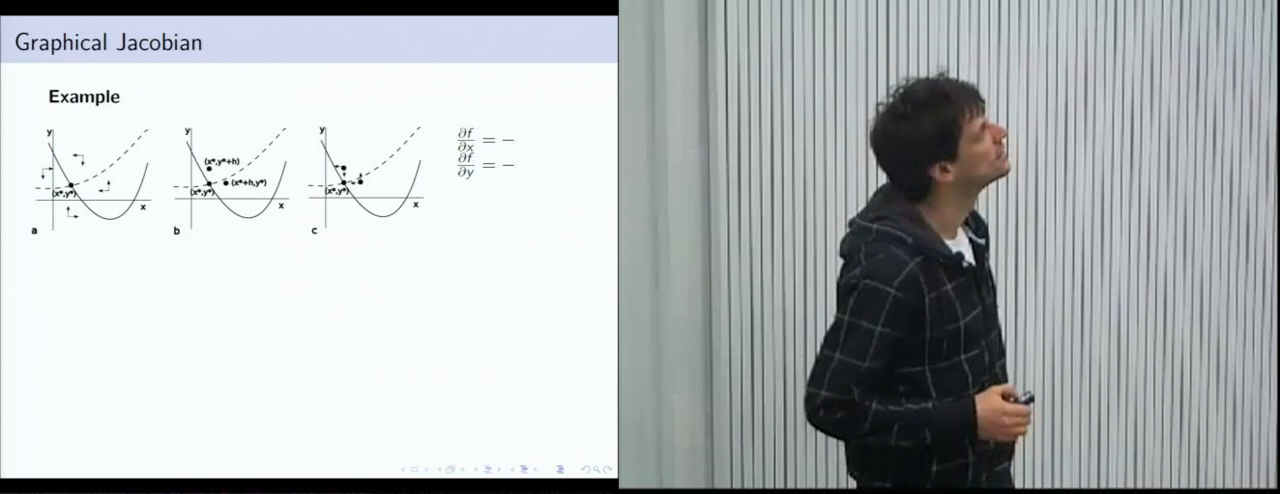 Graphical Jacobian
Example
y
(x*,y*)
x
a
y
(x*,y*+h)
(x*+h,y*)
(x*,y*)
x
b
y
(x*,y*)
x
c
∂f/∂x = −
∂f/∂y = −